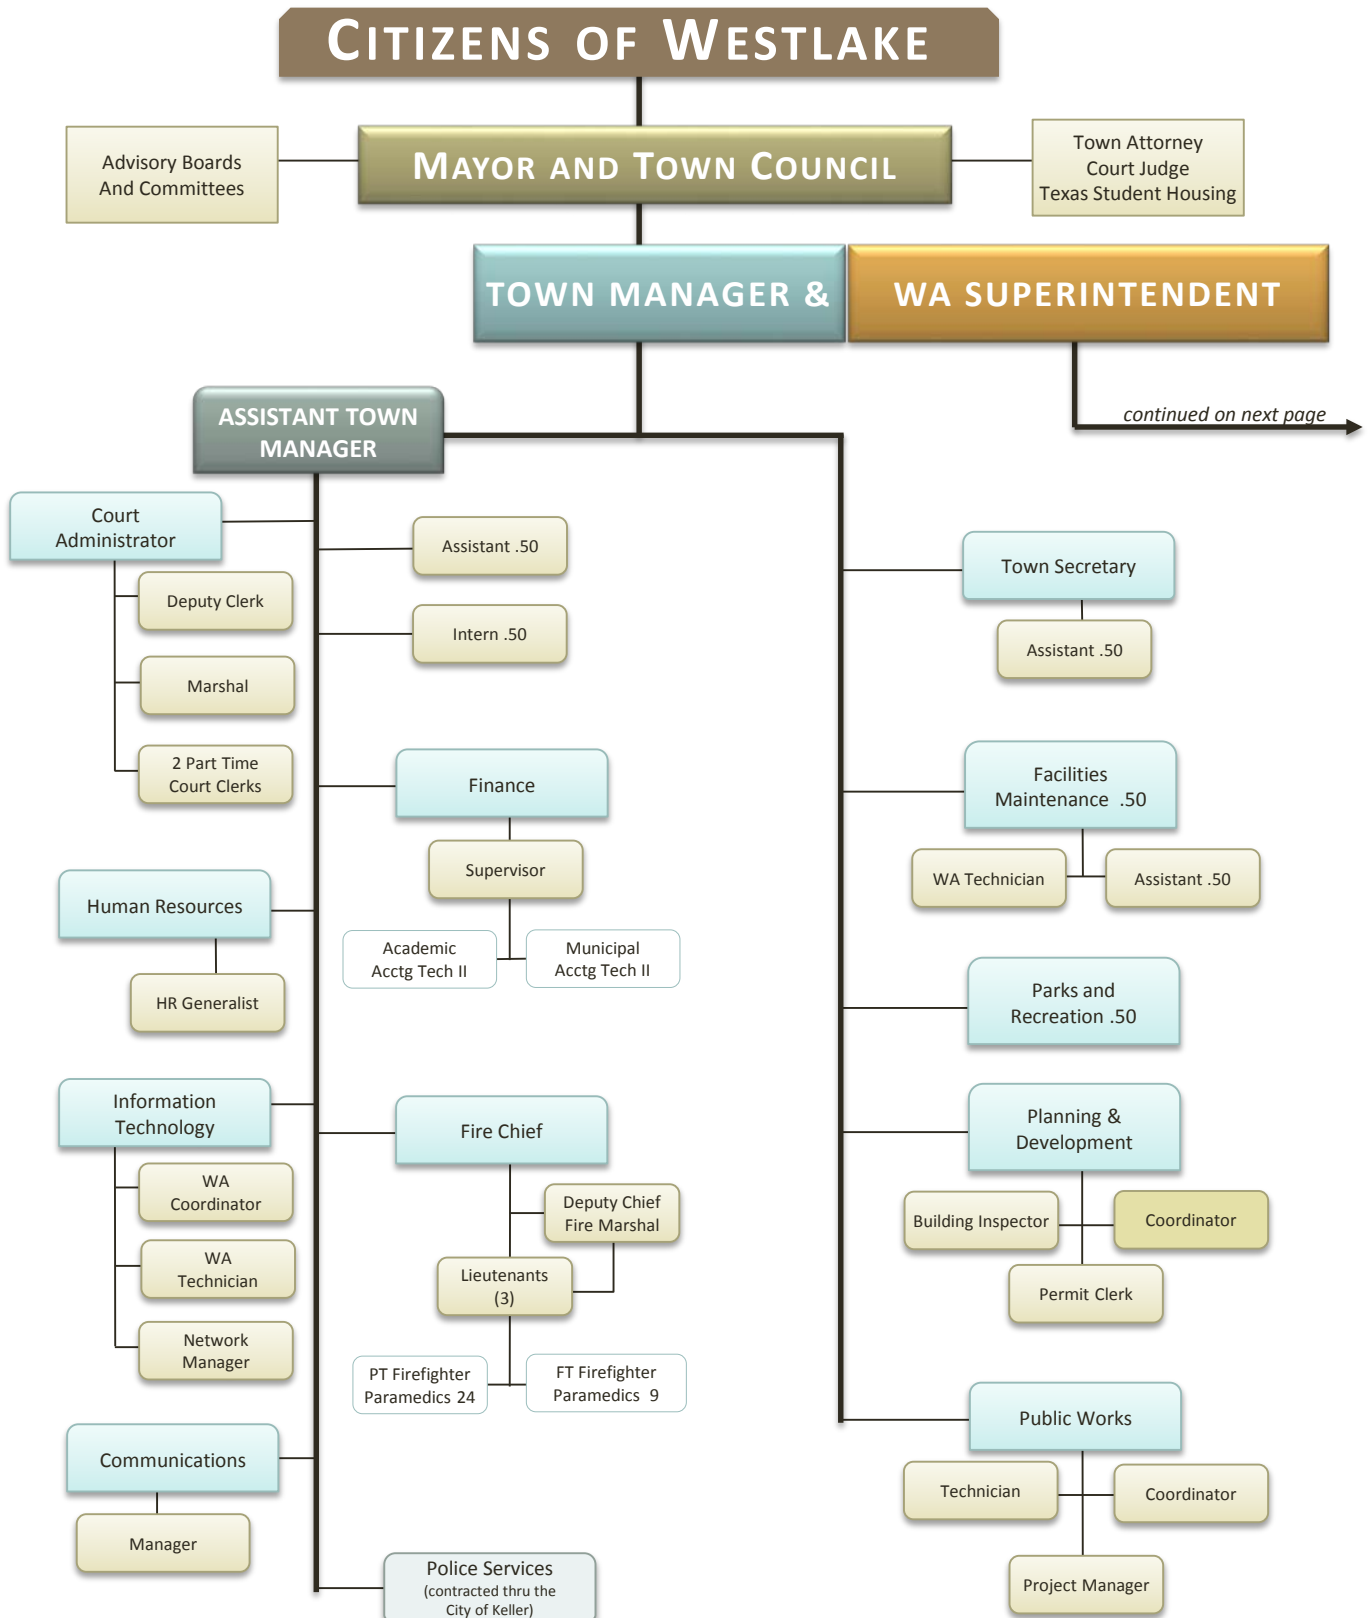 CITIZENS OF WESTLAKE
Advisory Boards
And Committees
MAYOR AND TOWN COUNCIL
Town Attorney
Court Judge
Texas Student Housing
TOWN MANAGER &
WA SUPERINTENDENT
continued on next page
ASSISTANT TOWN
MANAGER
Court
Administrator
Deputy Clerk
Marshal
2 Part Time
Court Clerks
Human Resources
HR Generalist
Information
Technology
WA
Coordinator
WA
Technician
Network
Manager
Communications
Manager
Assistant .50
Intern .50
Finance
Supervisor
Academic
Acctg Tech II
Municipal
Acctg Tech II
Fire Chief
Deputy Chief
Fire Marshal
Lieutenants
(3)
PT Firefighter
Paramedics 24
FT Firefighter
Paramedics 9
Police Services
(contracted thru the
City of Keller)
Town Secretary
Assistant .50
Facilities
Maintenance .50
WA Technician
Assistant .50
Parks and
Recreation .50
Planning &
Development
Building Inspector
Coordinator
Permit Clerk
Public Works
Technician
Coordinator
Project Manager